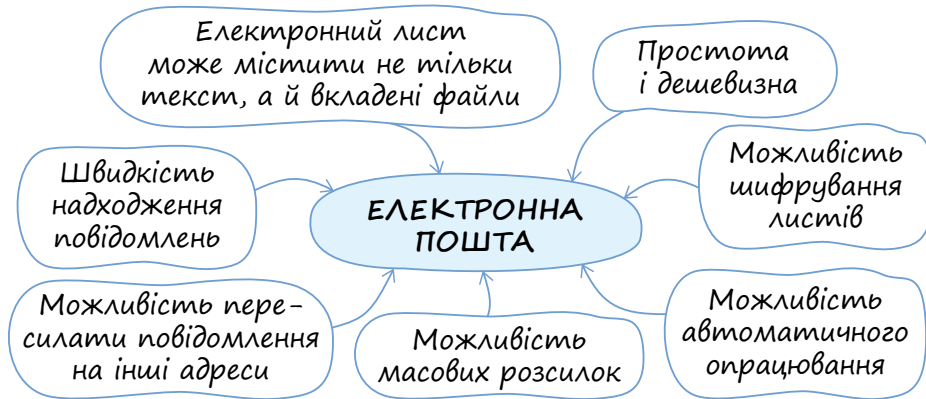 Електронний лист
може містити не тільки
текст, а й вкладені файли
Простота
і дешевизна
Швидкість
надходження
повідомлень
ЕЛЕКТРОННА
ПОШТА
Можливість
шифрування
листів
Можливість пере-
силати повідомлення
на інші адреси
Можливість
масових розсилок
Можливість
автоматичного
опрацювання